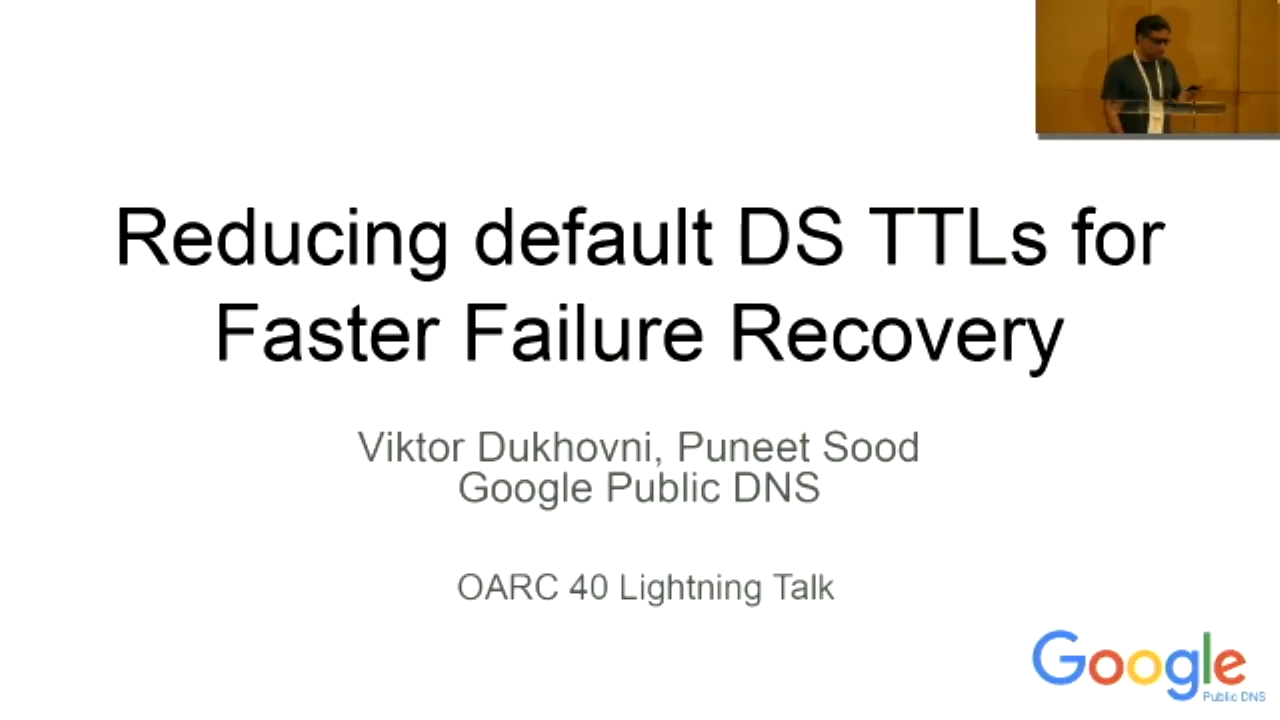 Reducing default DS TTLs for
Faster Failure Recovery
Viktor Dukhovni, Puneet Sood
Google Public DNS
OARC 40 Lightning Talk
Google
Public DNS